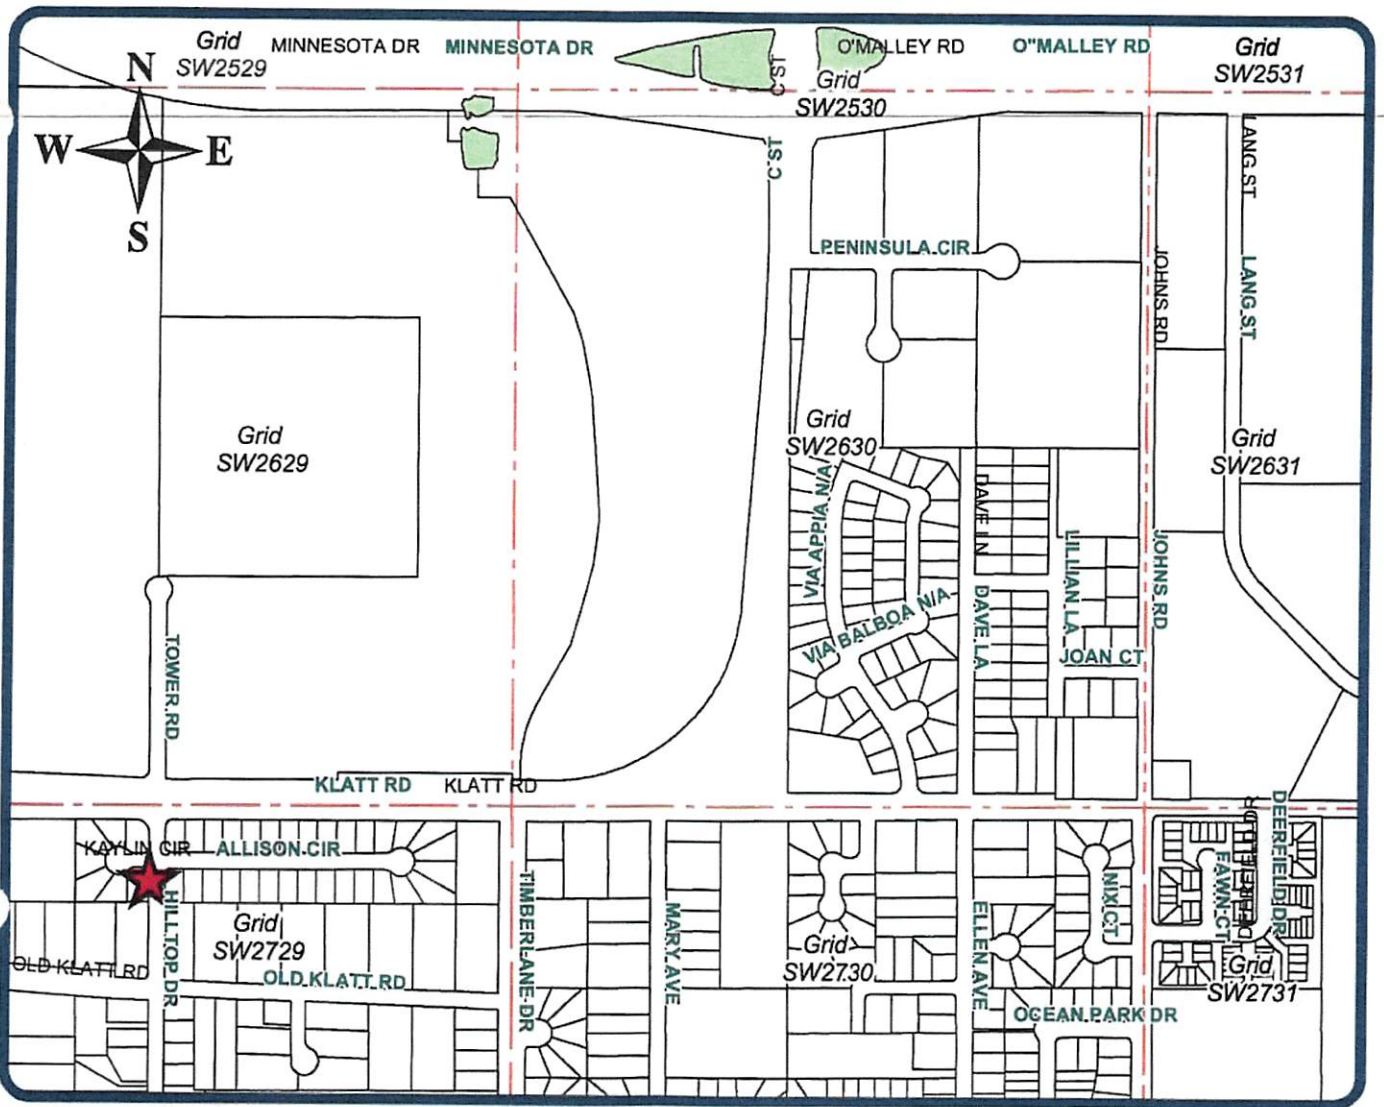 Grid
SW2529
MINNESOTA DR
MINNESOTA DR
O'MALLEY RD
O"MALLEY RD
Grid
SW2531
C ST
Grid
SW2530
N
W
E
S
C ST
LANG ST
PENINSULA CIR
JOHNS RD
LANG ST
Grid
SW2629
Grid
SW2630
Grid
SW2631
VIA APPIA N/A
DAVE LN
LILLIAN LA
JOHNS RD
VIA BALBOA N/A
DAVE LA
JOAN CT
TOWER RD
KLATT RD
KLATT RD
KAYLIN CIR
ALLISON CIR
DEERFIELD DR
DEERFIELD DR
HILLTOP DR
TIMBERLANE DR
MARY AVE
ELLEN AVE
NIX CT
FAWN CT
Grid
SW2729
Grid
SW2730
Grid
SW2731
OLD KLATT RD
OLD KLATT RD
OCEAN PARK DR